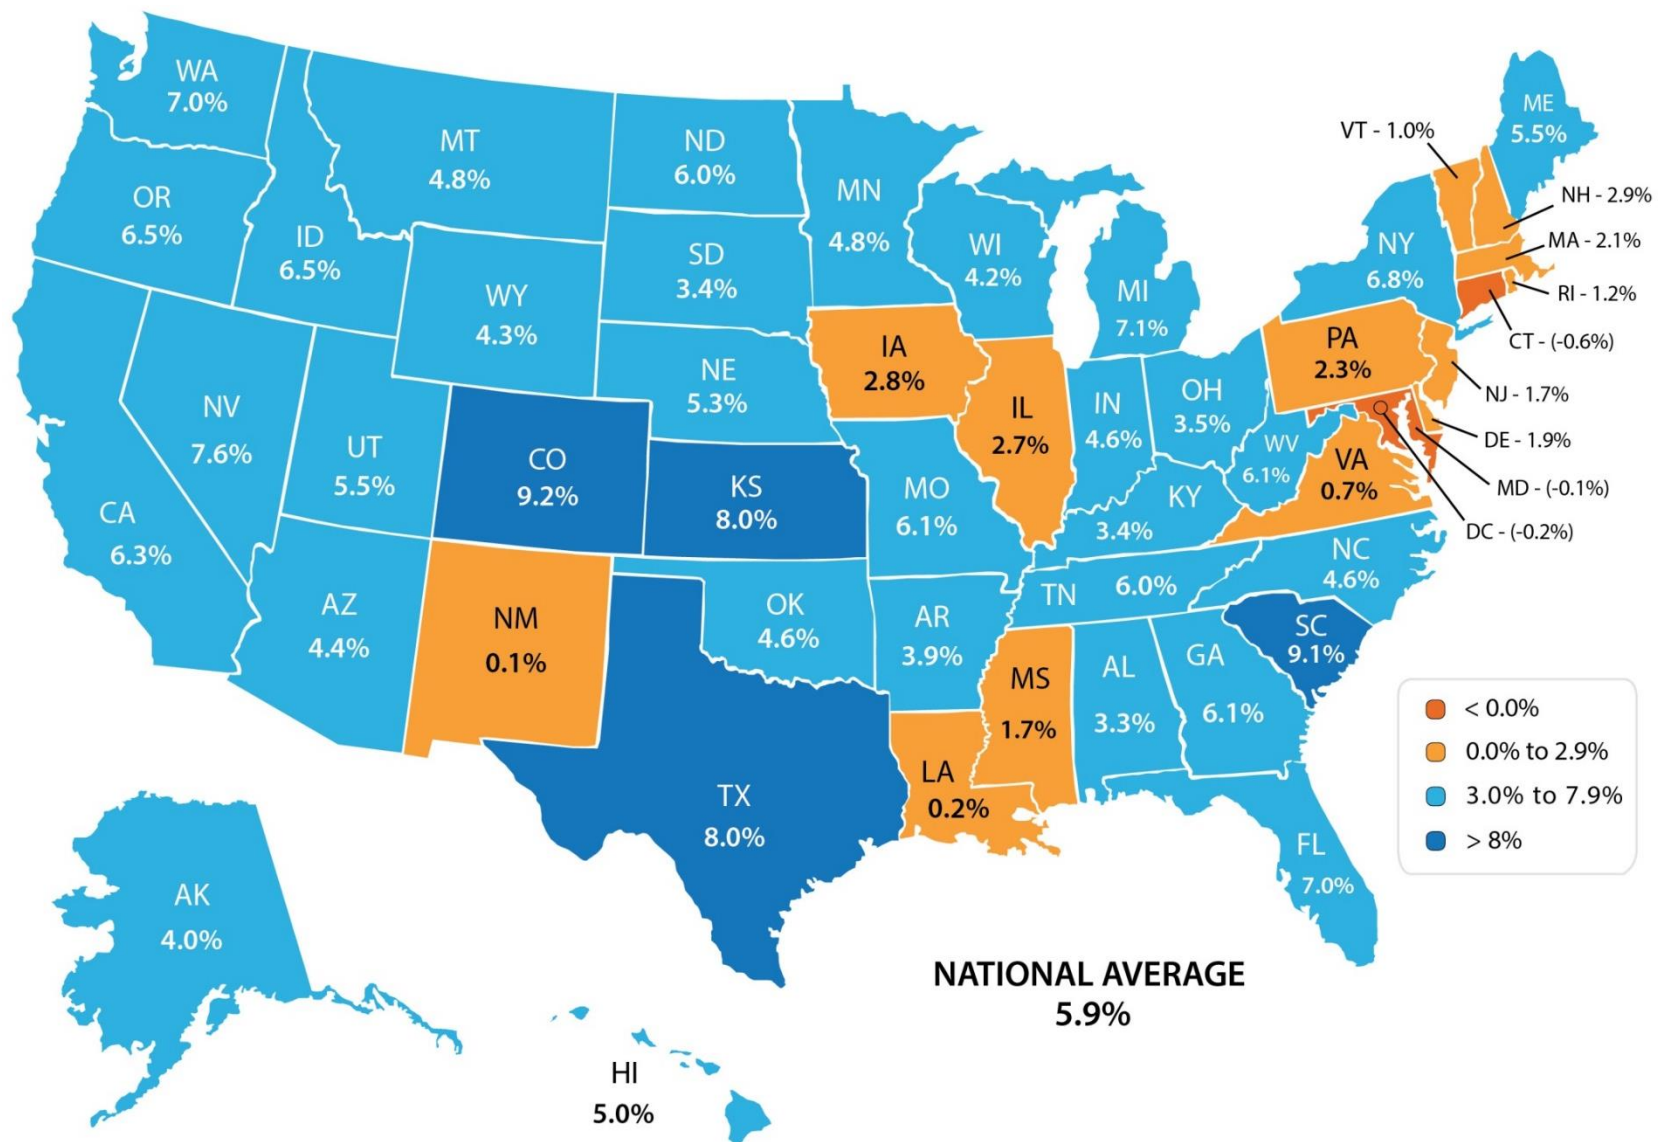 WA
7.0%
OR
6.5%
ID
6.5%
MT
4.8%
ND
6.0%
MN
4.8%
SD
3.4%
WY
4.3%
WI
4.2%
MI
7.1%
NY
6.8%
ME
5.5%
VT - 1.0%
NH - 2.9%
MA - 2.1%
RI - 1.2%
CT - (-0.6%)
NJ - 1.7%
DE - 1.9%
MD - (-0.1%)
DC - (-0.2%)
PA
2.3%
IA
2.8%
IL
2.7%
NE
5.3%
IN
4.6%
OH
3.5%
WV
6.1%
VA
0.7%
NV
7.6%
UT
5.5%
CO
9.2%
KS
8.0%
MO
6.1%
KY
3.4%
CA
6.3%
AZ
4.4%
NM
0.1%
OK
4.6%
AR
3.9%
TN 6.0%
NC
4.6%
SC
9.1%
MS
1.7%
AL
3.3%
GA
6.1%
LA
0.2%
TX
8.0%
FL
7.0%
AK
4.0%
HI
5.0%
NATIONAL AVERAGE
5.9%
< 0.0%
0.0% to 2.9%
3.0% to 7.9%
> 8%